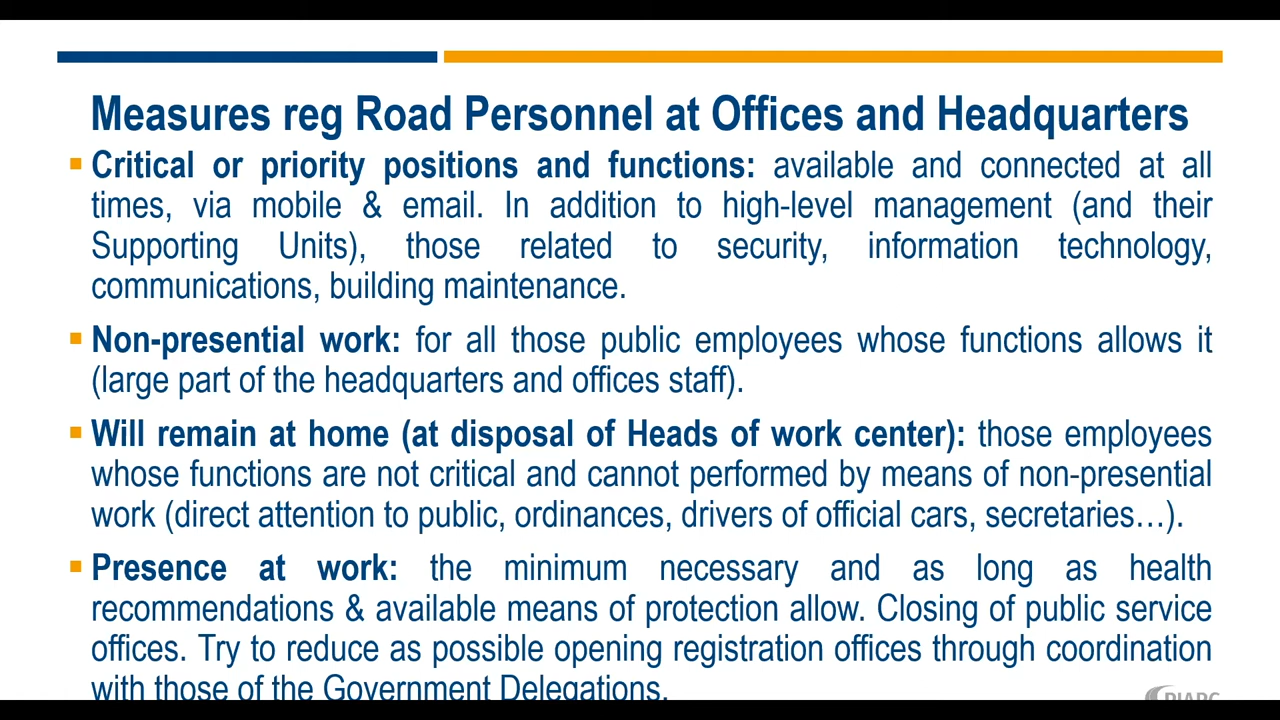 Measures reg Road Personnel at Offices and Headquarters
Critical or priority positions and functions: available and connected at all
times, via mobile & email. In addition to high-level management (and their
Supporting Units), those related to security, information technology,
communications, building maintenance.
Non-presential work: for all those public employees whose functions allows it
(large part of the headquarters and offices staff).
Will remain at home (at disposal of Heads of work center): those employees
whose functions are not critical and cannot performed by means of non-presential
work (direct attention to public, ordinances, drivers of official cars, secretaries…).
Presence at work: the minimum necessary and as long as health
recommendations & available means of protection allow. Closing of public service
offices. Try to reduce as possible opening registration offices through coordination
with those of the Government Delegations.
PIARC